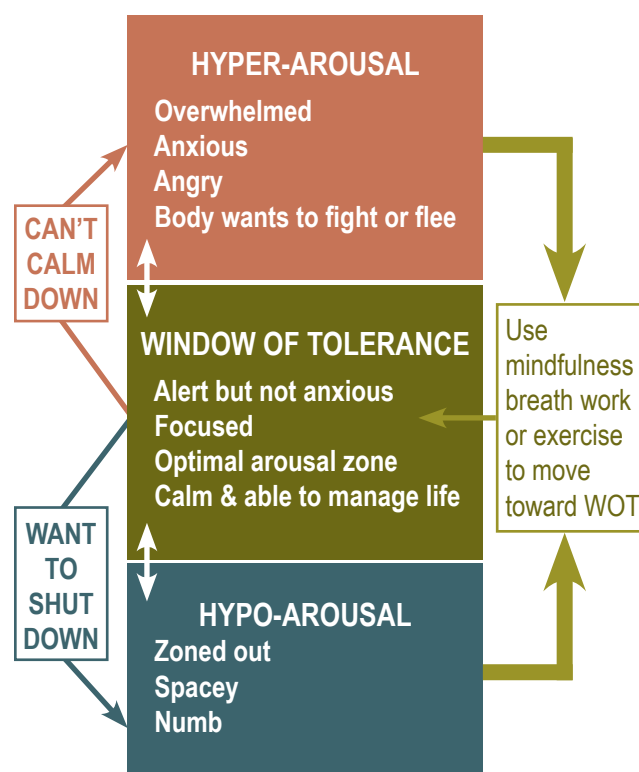 HYPER-AROUSAL
Overwhelmed
Anxious
Angry
Body wants to fight or flee
CAN'T
CALM
DOWN
WINDOW OF TOLERANCE
Alert but not anxious
Focused
Optimal arousal zone
Calm & able to manage life
Use
mindfulness
breath work
or exercise
to move
toward WOT
WANT
TO
SHUT
DOWN
HYPO-AROUSAL
Zoned out
Spacey
Numb